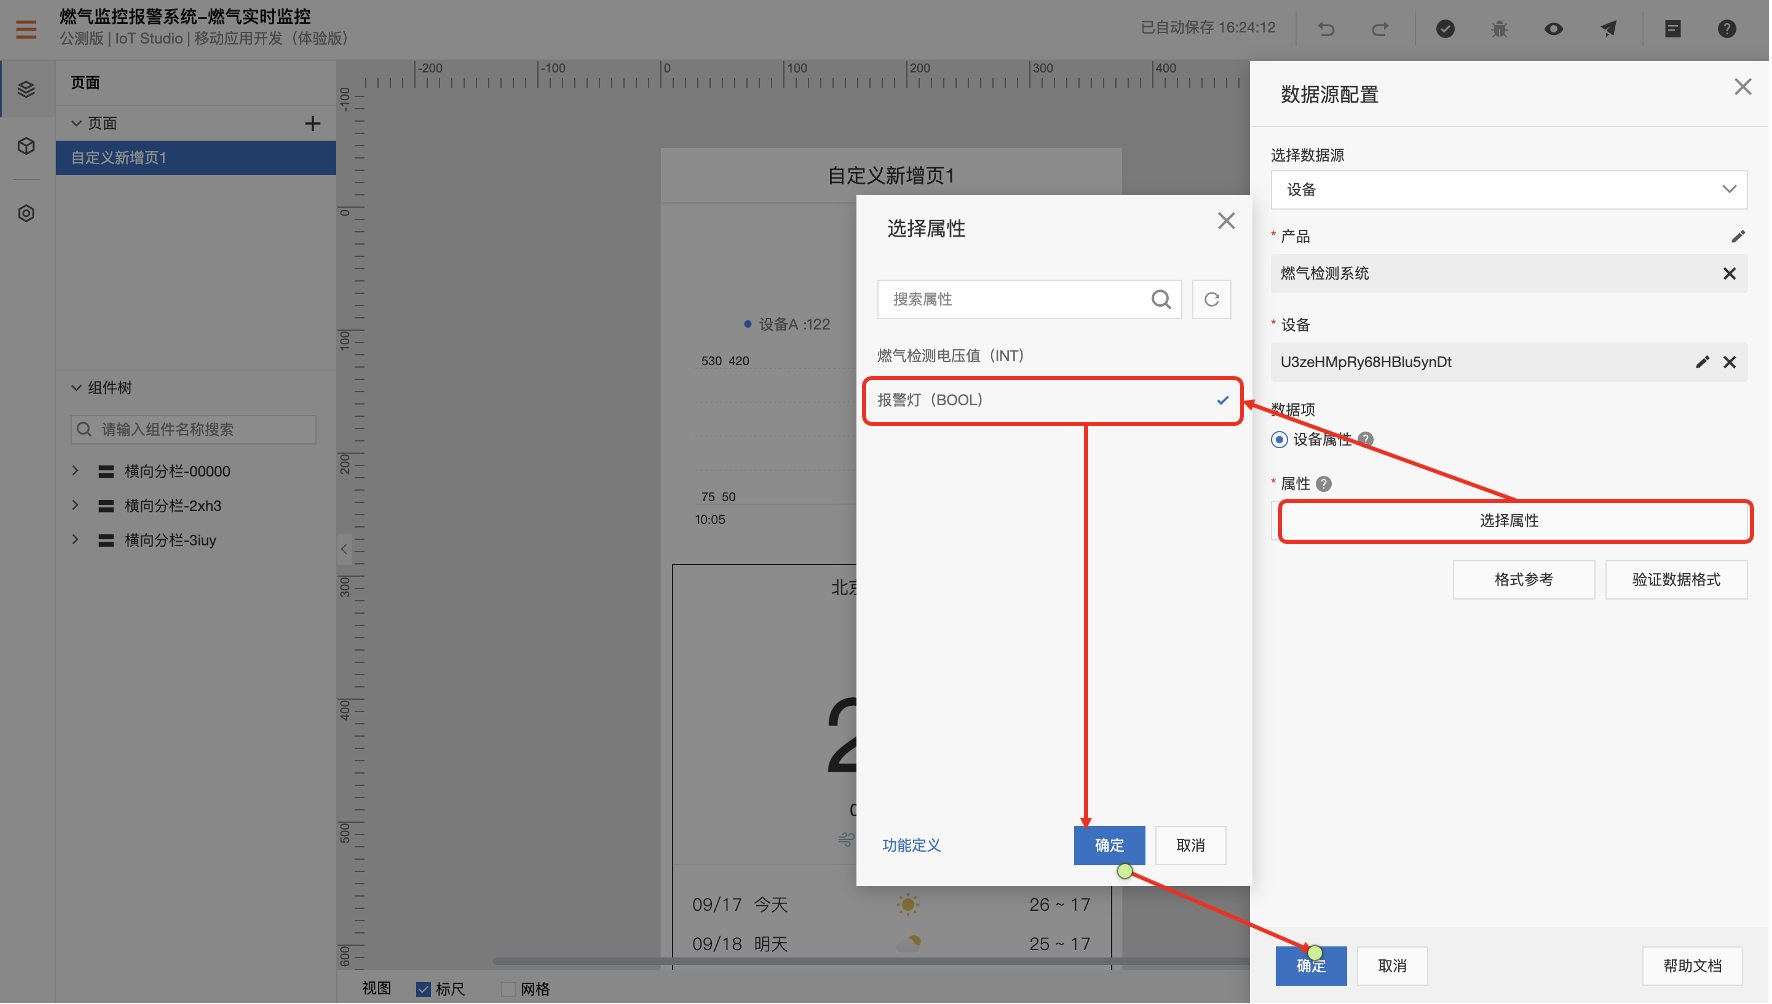 燃气监控报警系统-燃气实时监控
公测版 | IoT Studio | 移动应用开发（体验版）
已自动保存 16:24:12
页面
页面
自定义新增页1
组件树
请输入组件名称搜索
横向分栏-00000
横向分栏-2xh3
横向分栏-3iuy
-200 -100 0 100 200 300 400
-100
0
100
200
300
400
500
600
自定义新增页1
设备A :122
530 420
75 50
10:05
2
09/17 今天 26 ~ 17
09/18 明天 25 ~ 17
视图 标尺 网格
选择属性
搜索属性
燃气检测电压值（INT）
报警灯（BOOL）
功能定义 确定 取消
数据源配置
选择数据源
设备
* 产品
燃气检测系统
* 设备
U3zeHMpRy68HBlu5ynDt
数据项
设备属性 ?
* 属性 ?
选择属性
格式参考 验证数据格式
确定 取消 帮助文档